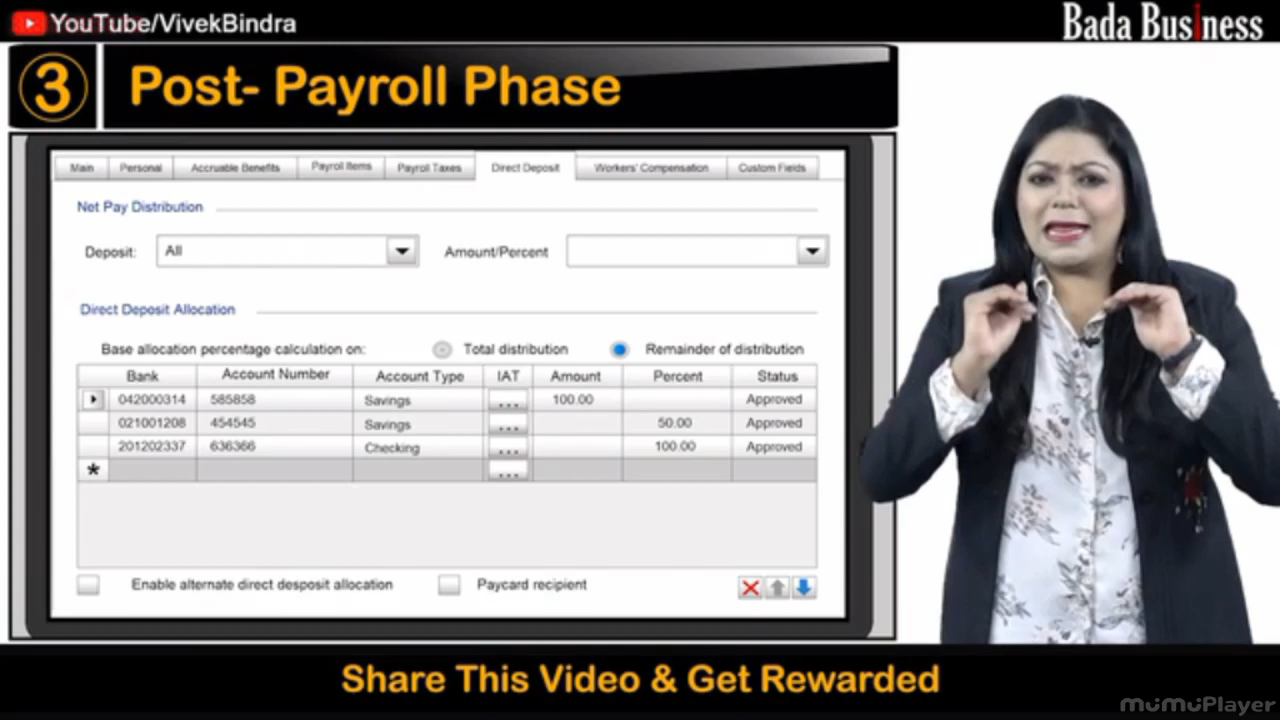 YouTube/VivekBindra
Bada Business
3
Post- Payroll Phase
Main Personal Accruable Benefits Payroll Items Payroll Taxes Direct Deposit Workers' Compensation Custom Fields
Net Pay Distribution
Deposit: All Amount/Percent
Direct Deposit Allocation
Base allocation percentage calculation on: Total distribution Remainder of distribution
Bank Account Number Account Type IAT Amount Percent Status
042000314 585858 Savings ... 100.00 Approved
021001208 454545 Savings ... 50.00 Approved
201202337 636366 Checking ... 100.00 Approved
* ...
Enable alternate direct desposit allocation Paycard recipient
Share This Video & Get Rewarded
MuMuPlayer